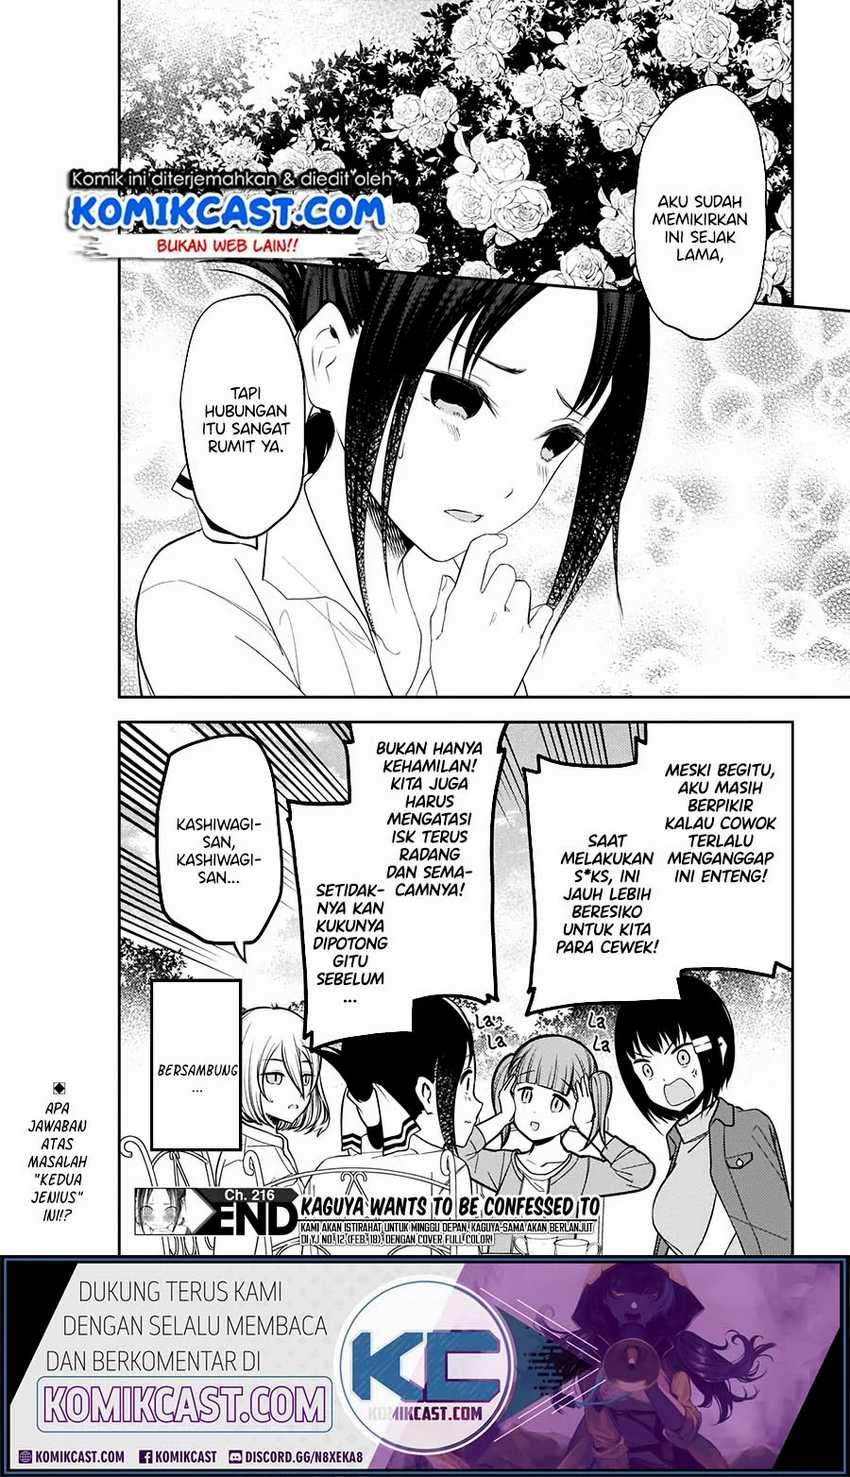 Komik ini diterjemahkan & diedit oleh
KOMIKCAST.COM
BUKAN WEB LAIN!!
AKU SUDAH
MEMIKIRKAN
INI SEJAK
LAMA,
TAPI
HUBUNGAN
ITU SANGAT
RUMIT YA.
MESKI BEGITU,
AKU MASIH
BERPIKIR
KALAU COWOK
TERLALU
MENGANGGAP
INI ENTENG!
SAAT
MELAKUKAN
S*KS, INI
JAUH LEBIH
BERESIKO
UNTUK KITA
PARA CEWEK!
BUKAN HANYA
KEHAMILAN!
KITA JUGA
HARUS
MENGATASI
ISK TERUS
RADANG
DAN SEMA-
CAMNYA!
SETIDAK-
NYA KAN
KUKUNYA
DIPOTONG
GITU
SEBELUM
...
KASHIWAGI-
SAN,
KASHIWAGI-
SAN...
LA
LA
LA
LA
BERSAMBUNG
...
APA
JAWABAN
ATAS
MASALAH
"KEDUA
JENIUS"
INI!?
Ch. 216
END
KAGUYA WANTS TO BE CONFESSED TO
KAMI AKAN ISTIRAHAT UNTUK MINGGU DEPAN, KAGUYA-SAMA AKAN BERLANJUT
DI YJ NO. 12 (FEB. 18), DENGAN COVER FULL COLOR!
DUKUNG TERUS KAMI
DENGAN SELALU MEMBACA
DAN BERKOMENTAR DI
KOMIKCAST.COM
KC
KOMIKCAST.COM
KOMIKCAST.COM
KOMIKCAST
DISCORD.GG/N8XEKA8